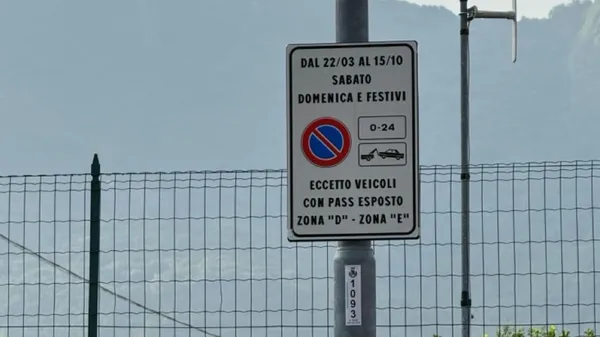 DAL 22/03 AL 15/10
SABATO
DOMENICA E FESTIVI
0-24
ECCETTO VEICOLI
CON PASS ESPOSTO
ZONA "D" - ZONA "E"
1093